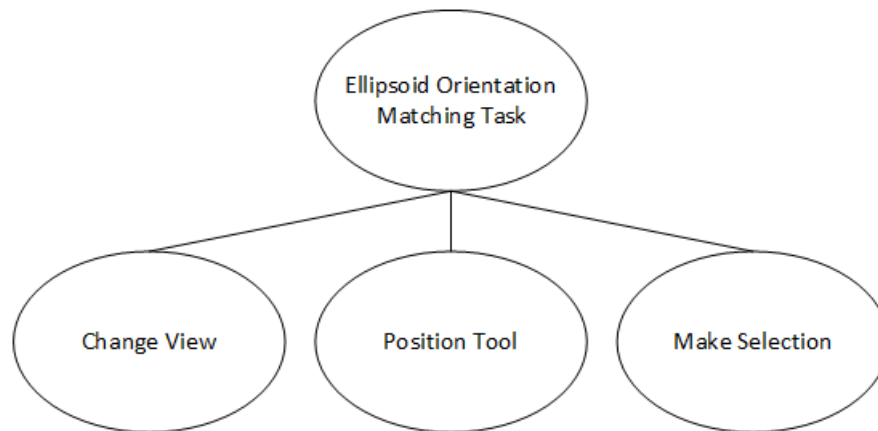 Ellipsoid Orientation
Matching Task
Change View
Position Tool
Make Selection